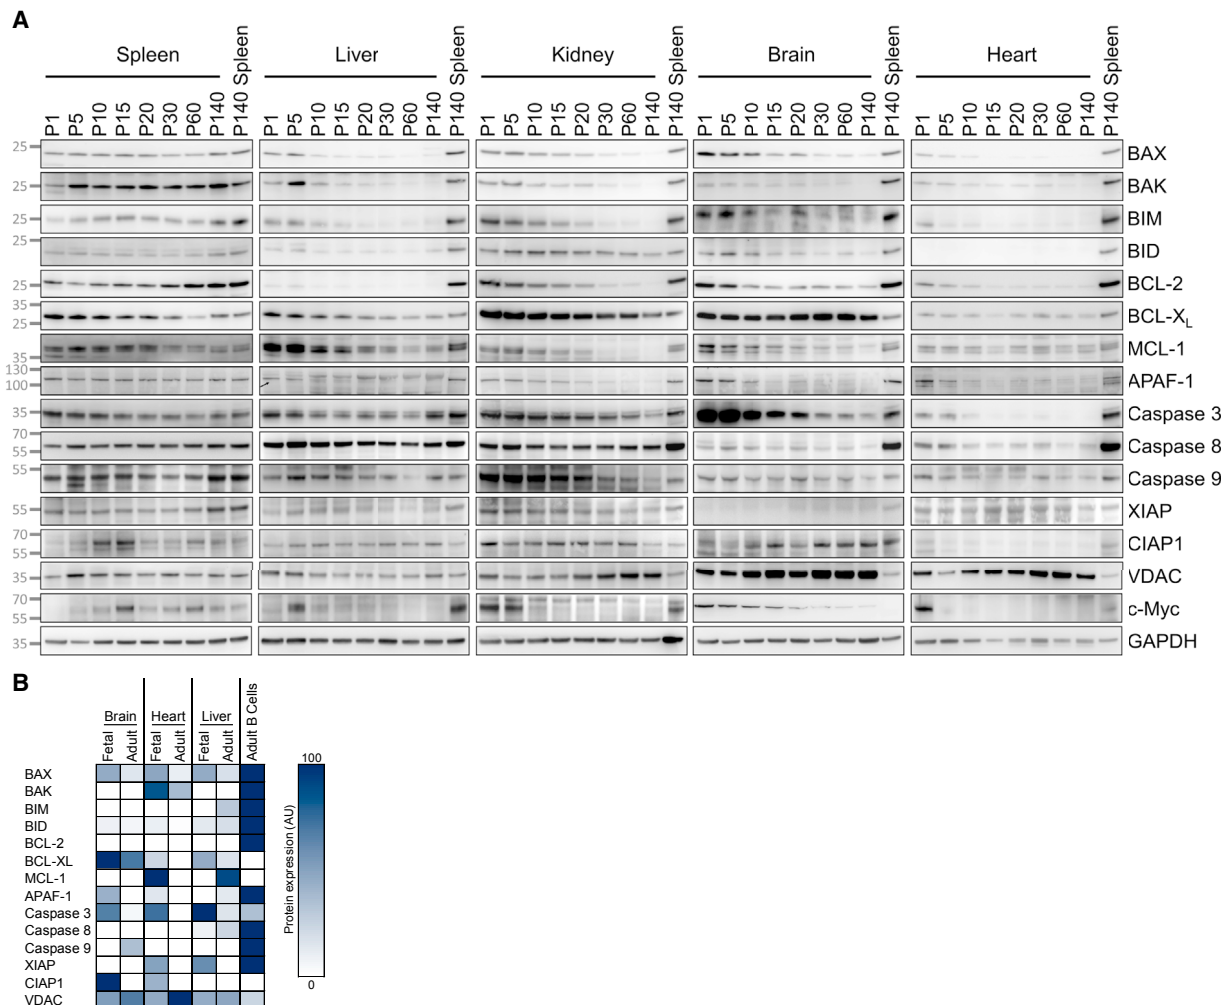 A
Spleen Liver Kidney Brain Heart
P1 P5 P10 P15 P20 P30 P60 P140 P140 Spleen P1 P5 P10 P15 P20 P30 P60 P140 P140 Spleen P1 P5 P10 P15 P20 P30 P60 P140 P140 Spleen P1 P5 P10 P15 P20 P30 P60 P140 P140 Spleen P1 P5 P10 P15 P20 P30 P60 P140 P140 Spleen
25 BAX
25 BAK
25 BIM
25 BID
25 BCL-2
35
25 BCL-XL
35 MCL-1
130
100 APAF-1
35 Caspase 3
70
55 Caspase 8
55 Caspase 9
55 XIAP
70
55 CIAP1
35 VDAC
70
55 c-Myc
35 GAPDH
B
Brain Heart Liver
Fetal Adult Fetal Adult Fetal Adult Adult B Cells
BAX
BAK
BIM
BID
BCL-2
BCL-XL
MCL-1
APAF-1
Caspase 3
Caspase 8
Caspase 9
XIAP
CIAP1
VDAC
100
Protein expression (AU)
0